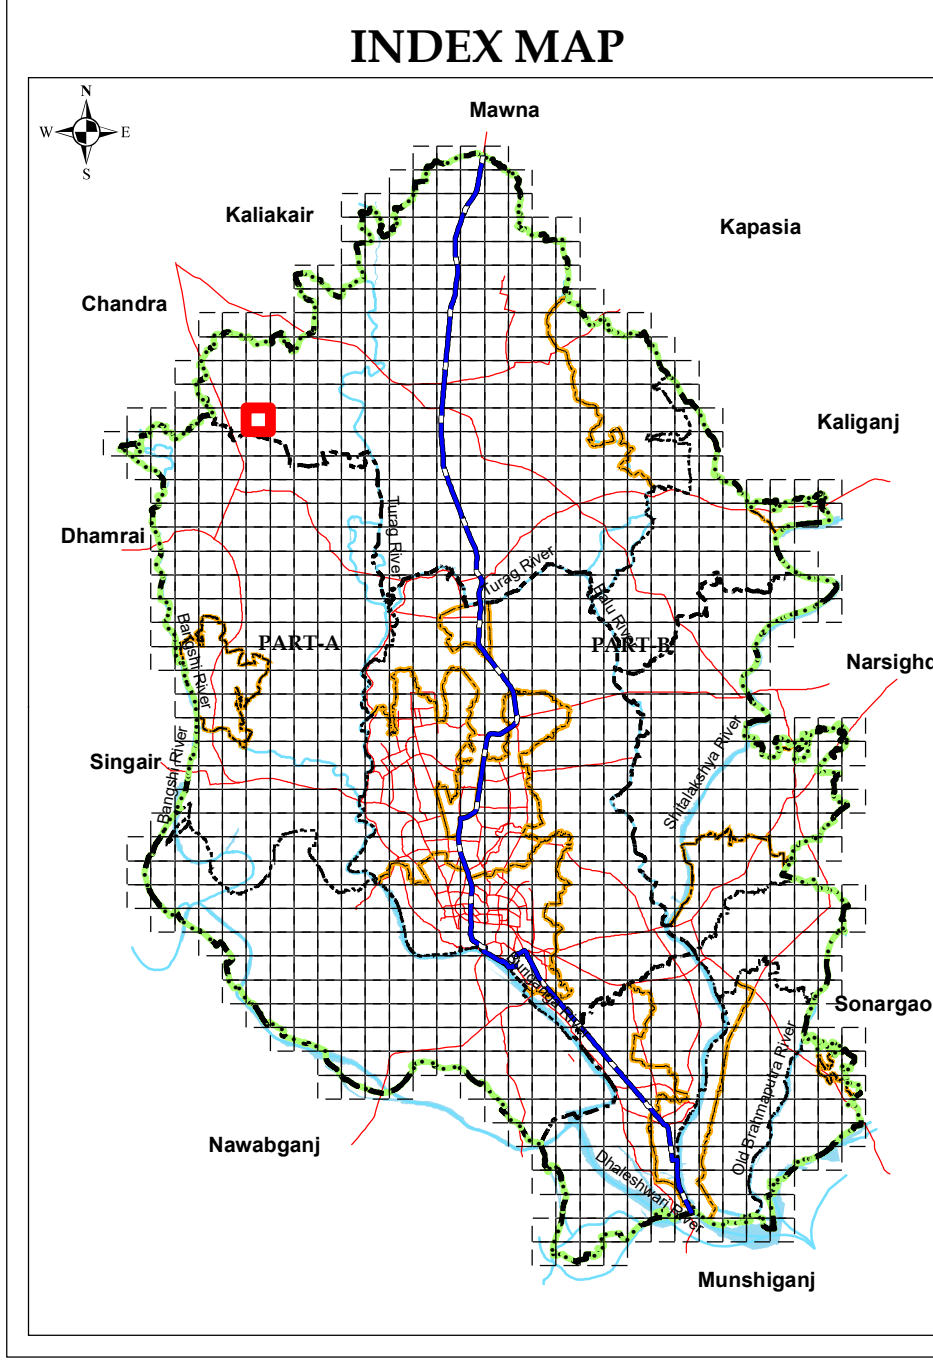 INDEX MAP
N
W E
S
Mawna
Kaliakair
Kapasia
Chandra
Kaliganj
Dhamrai
Turag River
Turag River
Balu River
Bangshi River
PART-A
PART-B
Narsighd
Shitalakshya River
Singair
Bangshi River
Sonargao
Buriganga River
Old Brahmaputra River
Nawabganj
Dhaleshwari River
Munshiganj